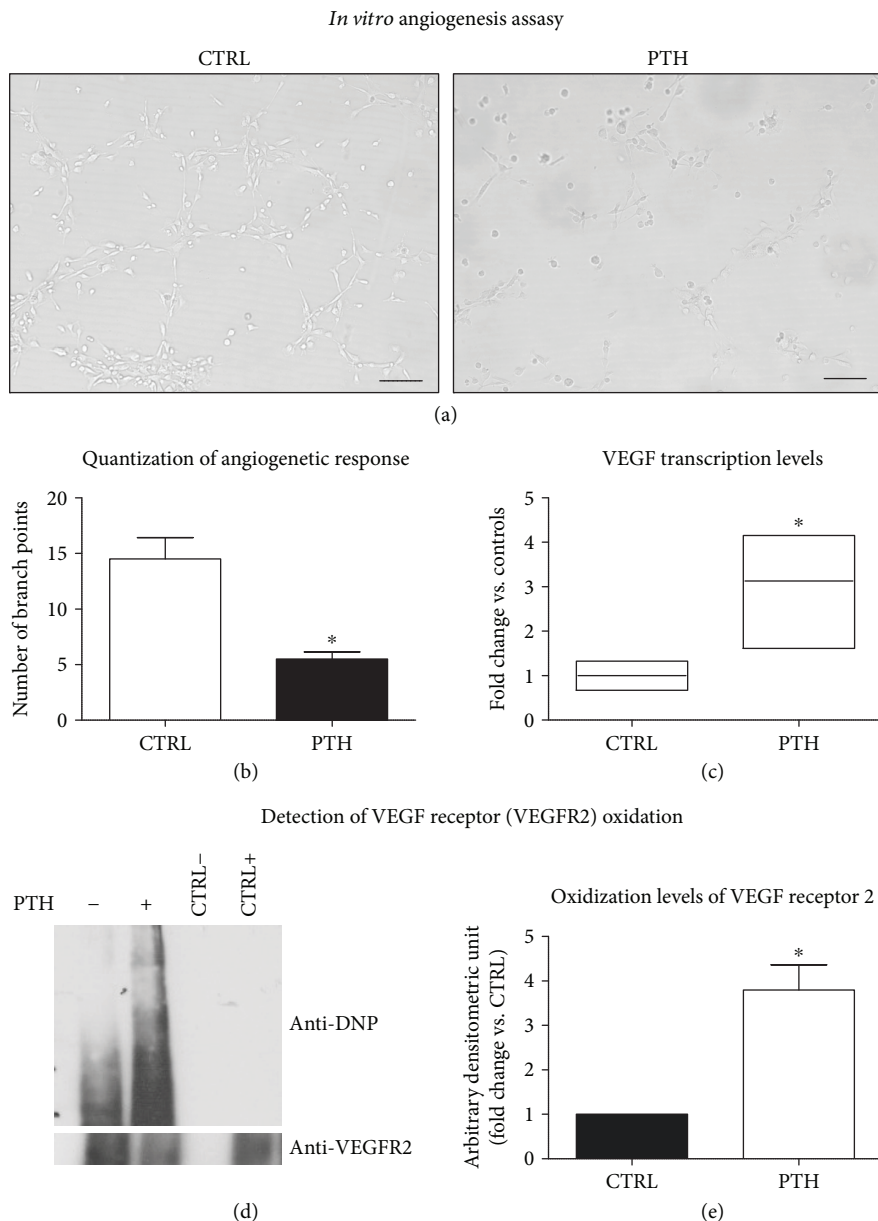 In vitro angiogenesis assasy
CTRL
PTH
(a)
Quantization of angiogenetic response
Number of branch points
20
15
10
5
0
*
CTRL
PTH
(b)
VEGF transcription levels
Fold change vs. controls
5
4
3
2
1
0
*
CTRL
PTH
(c)
Detection of VEGF receptor (VEGFR2) oxidation
PTH
−
+
CTRL−
CTRL+
Anti-DNP
Anti-VEGFR2
(d)
Oxidization levels of VEGF receptor 2
Arbitrary densitometric unit
(fold change vs. CTRL)
5
4
3
2
1
0
*
CTRL
PTH
(e)